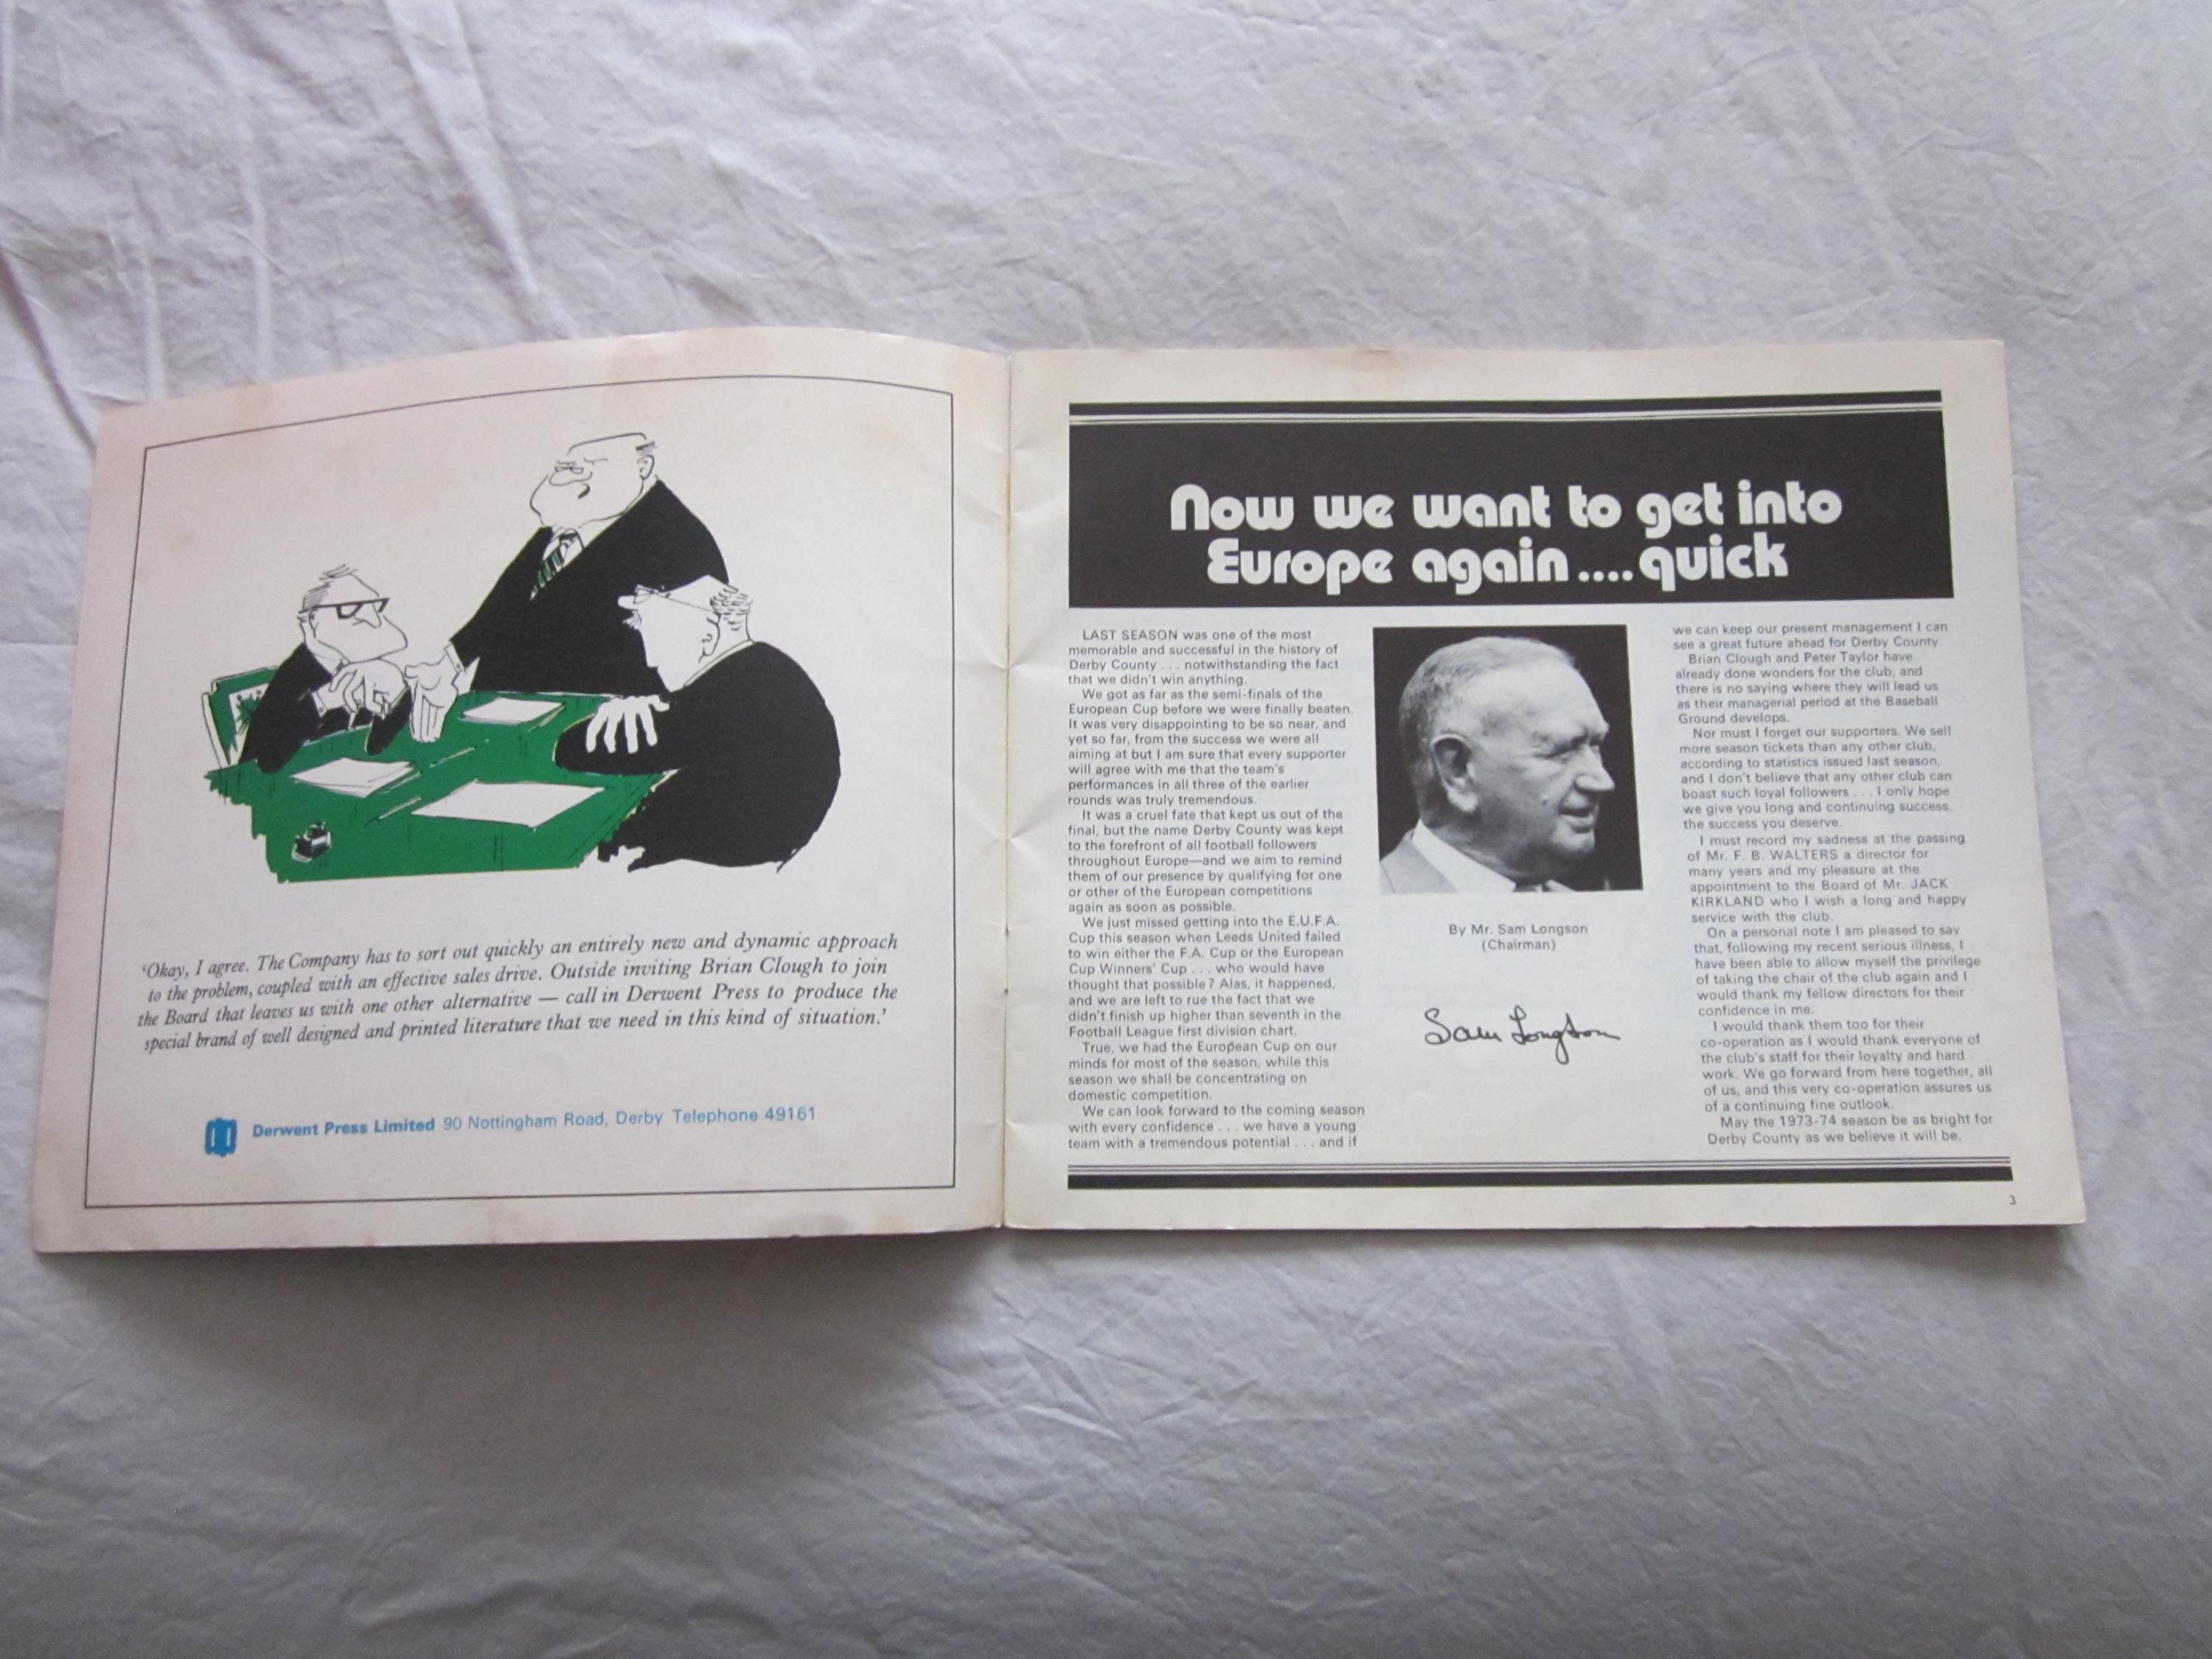 'Okay, I agree. The Company has to sort out quickly an entirely new and dynamic approach
to the problem, coupled with an effective sales drive. Outside inviting Brian Clough to join
the Board that leaves us with one other alternative — call in Derwent Press to produce the
special brand of well designed and printed literature that we need in this kind of situation.'
Derwent Press Limited 90 Nottingham Road, Derby Telephone 49161
Now we want to get into
Europe again....quick
LAST SEASON was one of the most
memorable and successful in the history of
Derby County . . . notwithstanding the fact
that we didn't win anything.
We got as far as the semi-finals of the
European Cup before we were finally beaten.
It was very disappointing to be so near, and
yet so far, from the success we were all
aiming at but I am sure that every supporter
will agree with me that the team's
performances in all three of the earlier
rounds was truly tremendous.
It was a cruel fate that kept us out of the
final, but the name Derby County was kept
to the forefront of all football followers
throughout Europe—and we aim to remind
them of our presence by qualifying for one
or other of the European competitions
again as soon as possible.
We just missed getting into the E.U.F.A.
Cup this season when Leeds United failed
to win either the F.A. Cup or the European
Cup Winners' Cup . . . who would have
thought that possible? Alas, it happened,
and we are left to rue the fact that we
didn't finish up higher than seventh in the
Football League first division chart.
True, we had the European Cup on our
minds for most of the season, while this
season we shall be concentrating on
domestic competition.
We can look forward to the coming season
with every confidence . . . we have a young
team with a tremendous potential . . . and if
By Mr. Sam Longson
(Chairman)
Sam Longson
we can keep our present management I can
see a great future ahead for Derby County.
Brian Clough and Peter Taylor have
already done wonders for the club, and
there is no saying where they will lead us
as their managerial period at the Baseball
Ground develops.
Nor must I forget our supporters. We sell
more season tickets than any other club,
according to statistics issued last season,
and I don't believe that any other club can
boast such loyal followers . . . I only hope
we give you long and continuing success,
the success you deserve.
I must record my sadness at the passing
of Mr. F. B. WALTERS a director for
many years and my pleasure at the
appointment to the Board of Mr. JACK
KIRKLAND who I wish a long and happy
service with the club.
On a personal note I am pleased to say
that, following my recent serious illness, I
have been able to allow myself the privilege
of taking the chair of the club again and I
would thank my fellow directors for their
confidence in me.
I would thank them too for their
co-operation as I would thank everyone of
the club's staff for their loyalty and hard
work. We go forward from here together, all
of us, and this very co-operation assures us
of a continuing fine outlook.
May the 1973-74 season be as bright for
Derby County as we believe it will be.
3